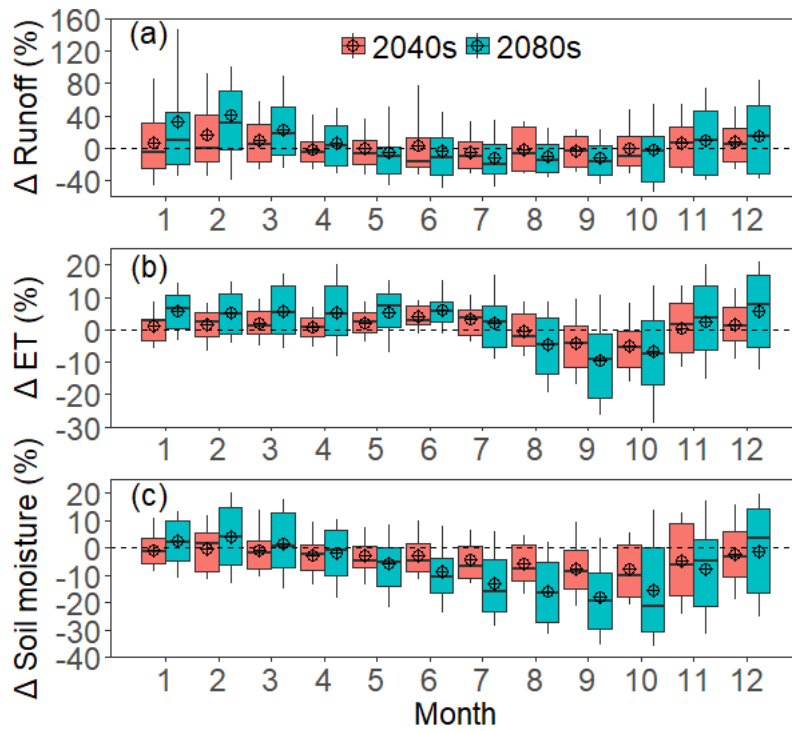 (a)
2040s 2080s
Δ Runoff (%)
160
120
80
40
0
-40
1 2 3 4 5 6 7 8 9 10 11 12
(b)
Δ ET (%)
20
10
0
-10
-20
-30
1 2 3 4 5 6 7 8 9 10 11 12
(c)
Δ Soil moisture (%)
20
10
0
-10
-20
-30
-40
1 2 3 4 5 6 7 8 9 10 11 12
Month